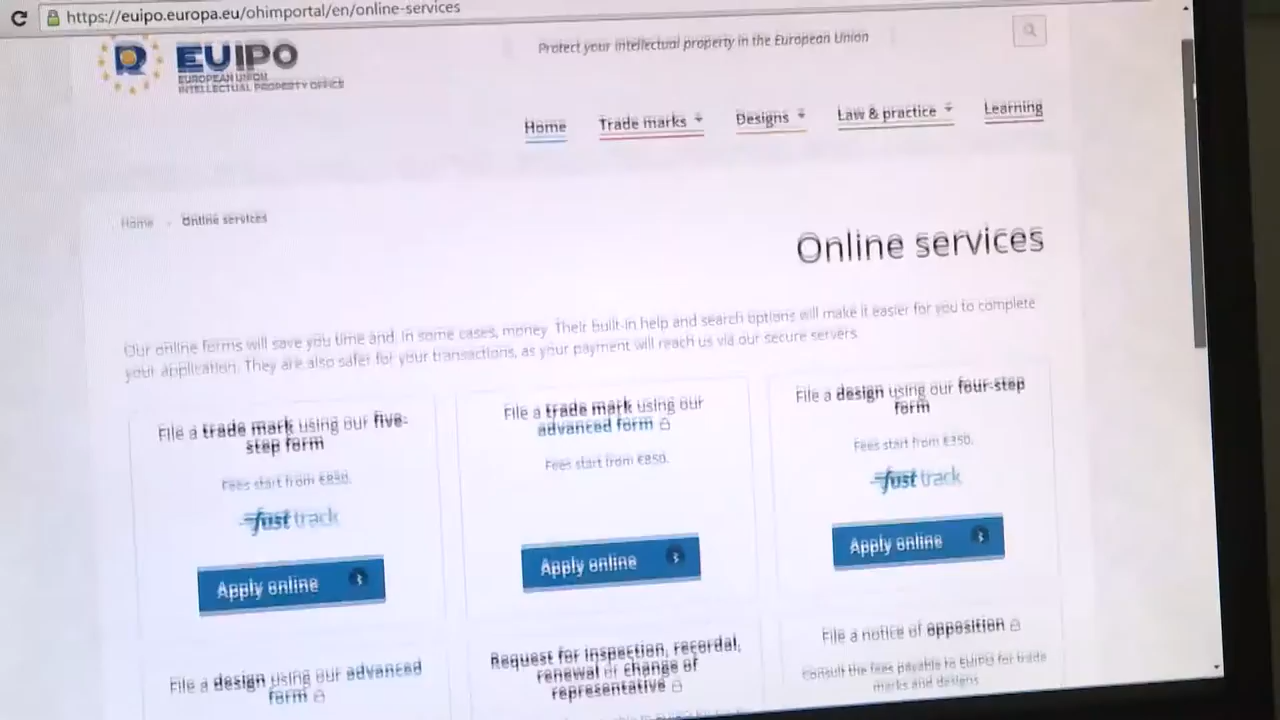 https://euipo.europa.eu/ohimportal/en/online-services
EUIPO
EUROPEAN UNION
INTELLECTUAL PROPERTY OFFICE
Protect your intellectual property in the European Union
Home Trade marks Designs Law & practice Learning
Home Online services
Online services
Our online forms will save you time and, in some cases, money. Their built-in help and search options will make it easier for you to complete
your application. They are also safer for your transactions, as your payment will reach us via our secure servers.
File a trade mark using our five-
step form
Fees start from €850.
fast track
Apply online
File a trade mark using our
advanced form
Fees start from €850.
Apply online
File a design using our four-step
form
Fees start from €350.
fast track
Apply online
File a design using our advanced
form
Request for inspection, recordal,
renewal or change of
representative
File a notice of opposition
Consult the fees payable to EUIPO for trade
marks and designs